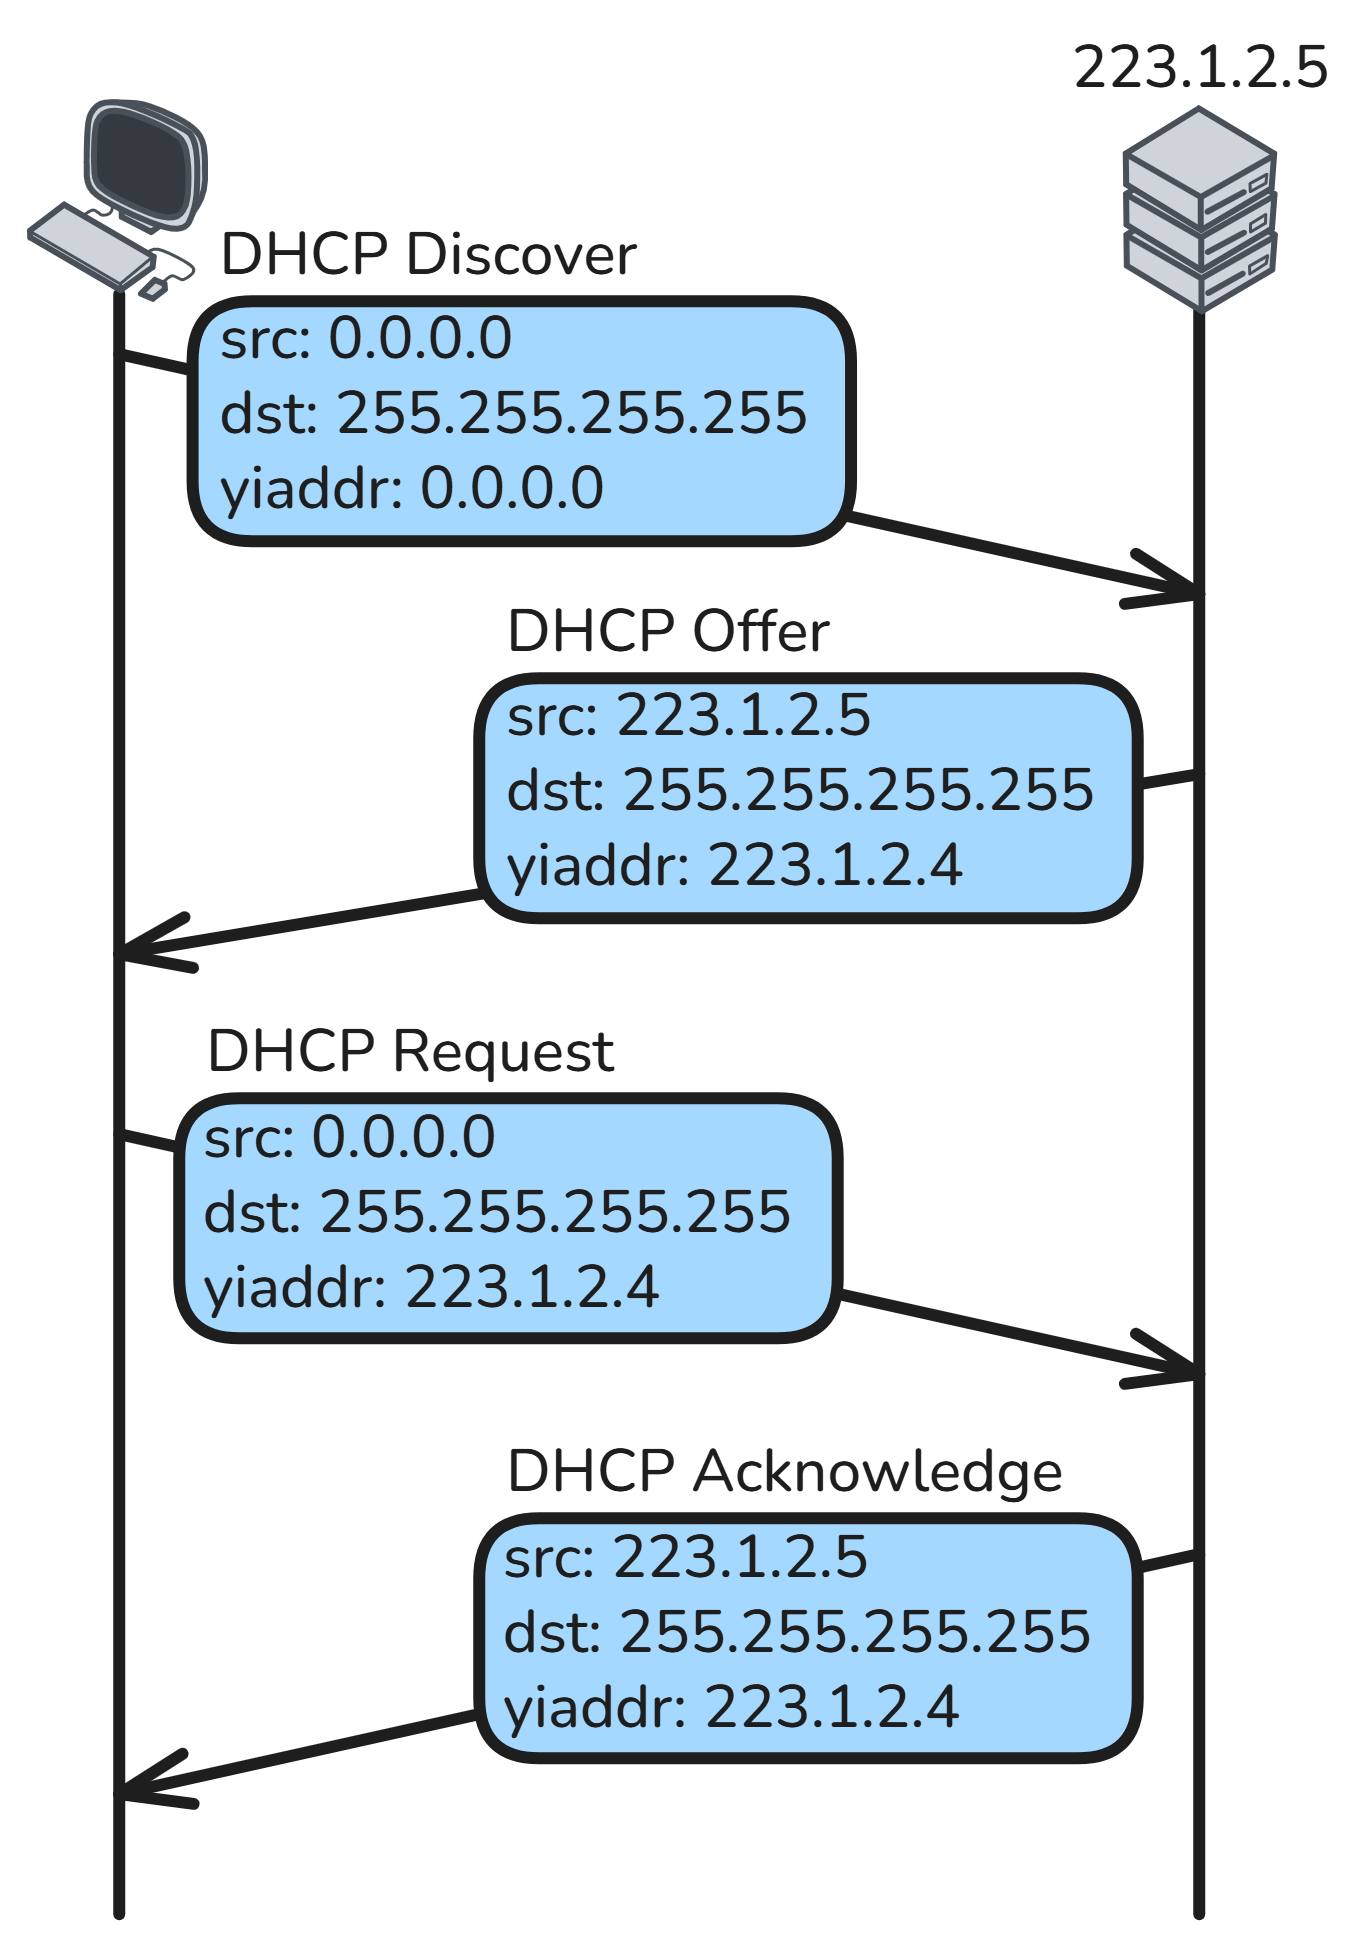 223.1.2.5
DHCP Discover
src: 0.0.0.0
dst: 255.255.255.255
yiaddr: 0.0.0.0
DHCP Offer
src: 223.1.2.5
dst: 255.255.255.255
yiaddr: 223.1.2.4
DHCP Request
src: 0.0.0.0
dst: 255.255.255.255
yiaddr: 223.1.2.4
DHCP Acknowledge
src: 223.1.2.5
dst: 255.255.255.255
yiaddr: 223.1.2.4